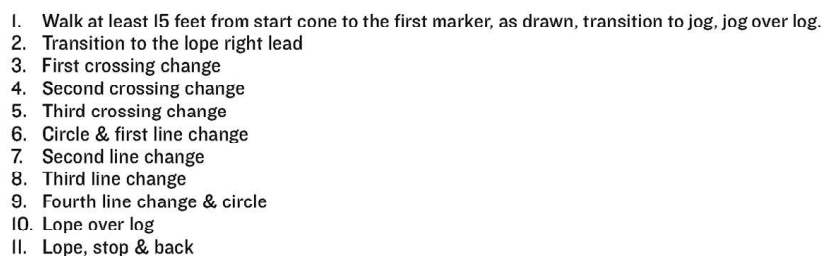 1. Walk at least 15 feet from start cone to the first marker, as drawn, transition to jog, jog over log.
2. Transition to the lope right lead
3. First crossing change
4. Second crossing change
5. Third crossing change
6. Circle & first line change
7. Second line change
8. Third line change
9. Fourth line change & circle
10. Lope over log
11. Lope, stop & back